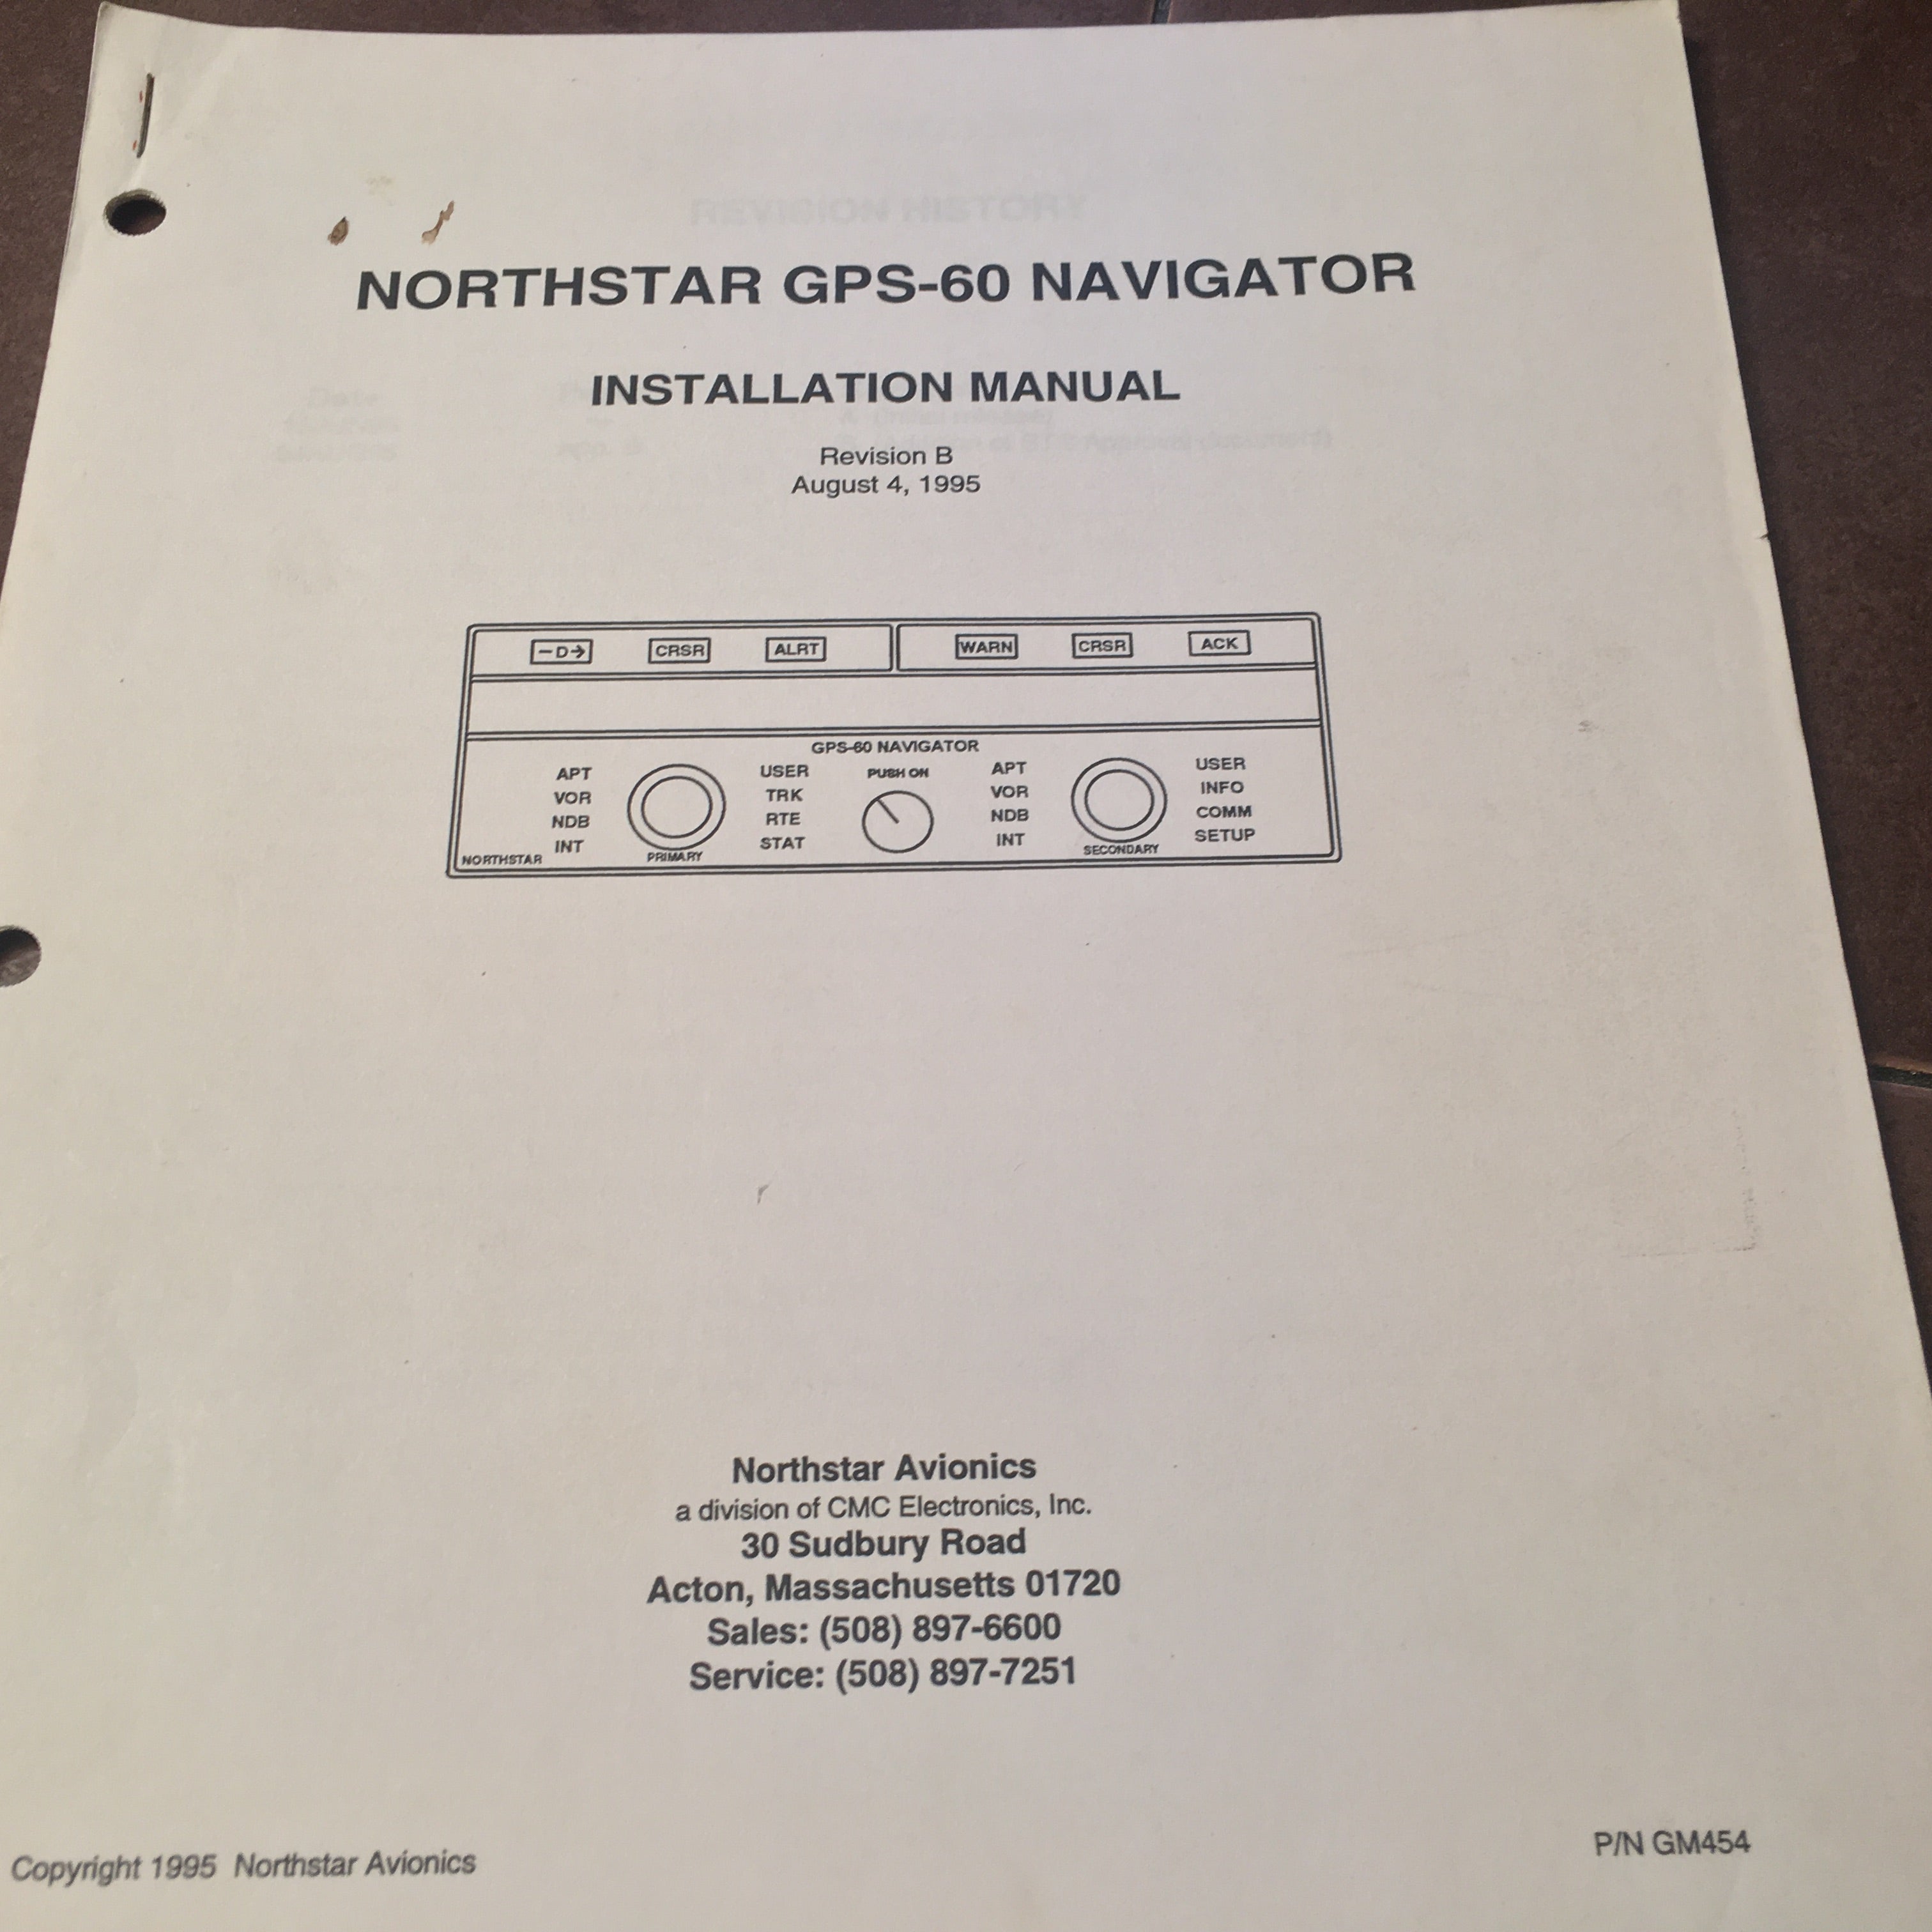 REVISION HISTORY
NORTHSTAR GPS-60 NAVIGATOR
INSTALLATION MANUAL
Date
Revision B
August 4, 1995
–D→ CRSR ALRT WARN CRSR ACK
GPS-60 NAVIGATOR
APT USER PUSH ON APT USER
VOR TRK VOR INFO
NDB RTE NDB COMM
INT STAT INT SETUP
NORTHSTAR PRIMARY SECONDARY
Northstar Avionics
a division of CMC Electronics, Inc.
30 Sudbury Road
Acton, Massachusetts 01720
Sales: (508) 897-6600
Service: (508) 897-7251
Copyright 1995 Northstar Avionics
P/N GM454